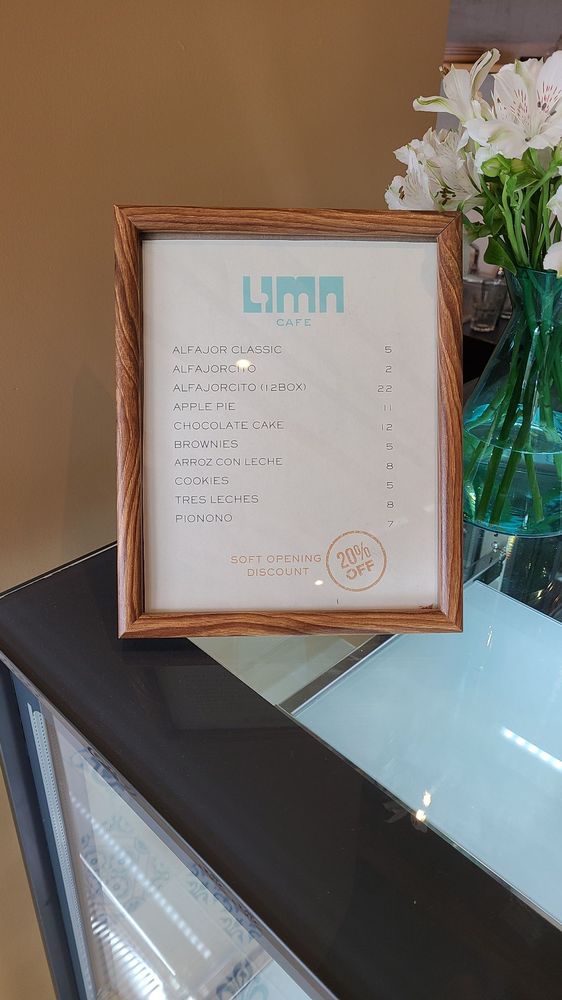 LIMA
CAFE
ALFAJOR CLASSIC 5
ALFAJORCITO 2
ALFAJORCITO (12BOX) 22
APPLE PIE 11
CHOCOLATE CAKE 12
BROWNIES 5
ARROZ CON LECHE 8
COOKIES 5
TRES LECHES 8
PIONONO 7
SOFT OPENING
DISCOUNT
20%
OFF